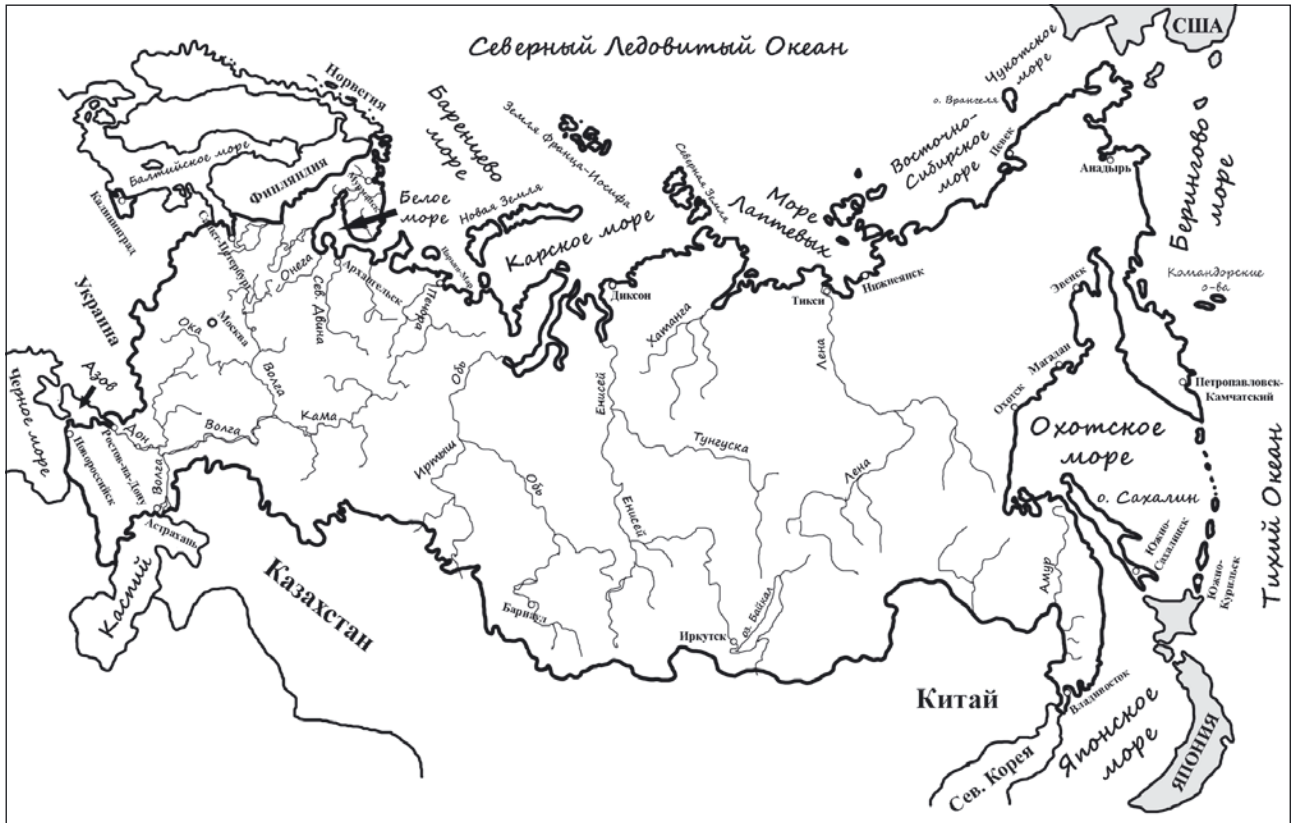 Северный Ледовитый Океан
США
Чукотское
море
о. Врангеля
Норвегия
Баренцево
море
Земля Франца-Иосифа
Северная Земля
Восточно-
Сибирское
море
Певек
Анадырь
Берингово
море
Балтийское море
Финляндия
Мурманск
Калининград
Санкт-Петербург
Белое
море
Новая Земля
Карское море
Море
Лаптевых
Нарьян-Мар
Онега
Сев. Двина
Архангельск
Печора
Диксон
Хатанга
Тикси
Нижнеянск
Эвенск
Командорские
о-ва
Украина
Москва
Ока
Волга
Обь
Енисей
Лена
Магадан
Охотск
Петропавловск-
Камчатский
Черное море
Азов
Дон
Волга
Кама
Иртыш
Обь
Тунгуска
Лена
Охотское
море
о. Сахалин
Тихий Океан
Новороссийск
Ростов-на-Дону
Волга
Астрахань
Енисей
Амур
Южно-
Сахалинск
Южно-
Курильск
Каспий
Казахстан
Барнаул
Иркутск
оз. Байкал
Китай
Владивосток
Сев. Корея
Японское
море
ЯПОНИЯ